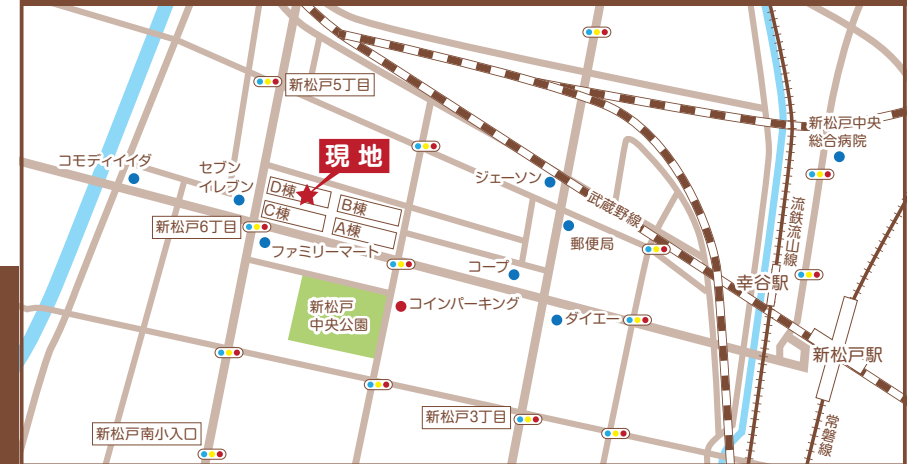 新松戸5丁目
新松戸中央
総合病院
現地
コモディイイダ
セブン
イレブン
ジェーソン
D棟
B棟
C棟
A棟
武蔵野線
流鉄流山線
新松戸6丁目
ファミリーマート
郵便局
コープ
幸谷駅
新松戸
中央公園
コインパーキング
ダイエー
新松戸駅
新松戸3丁目
新松戸南小入口
常磐線